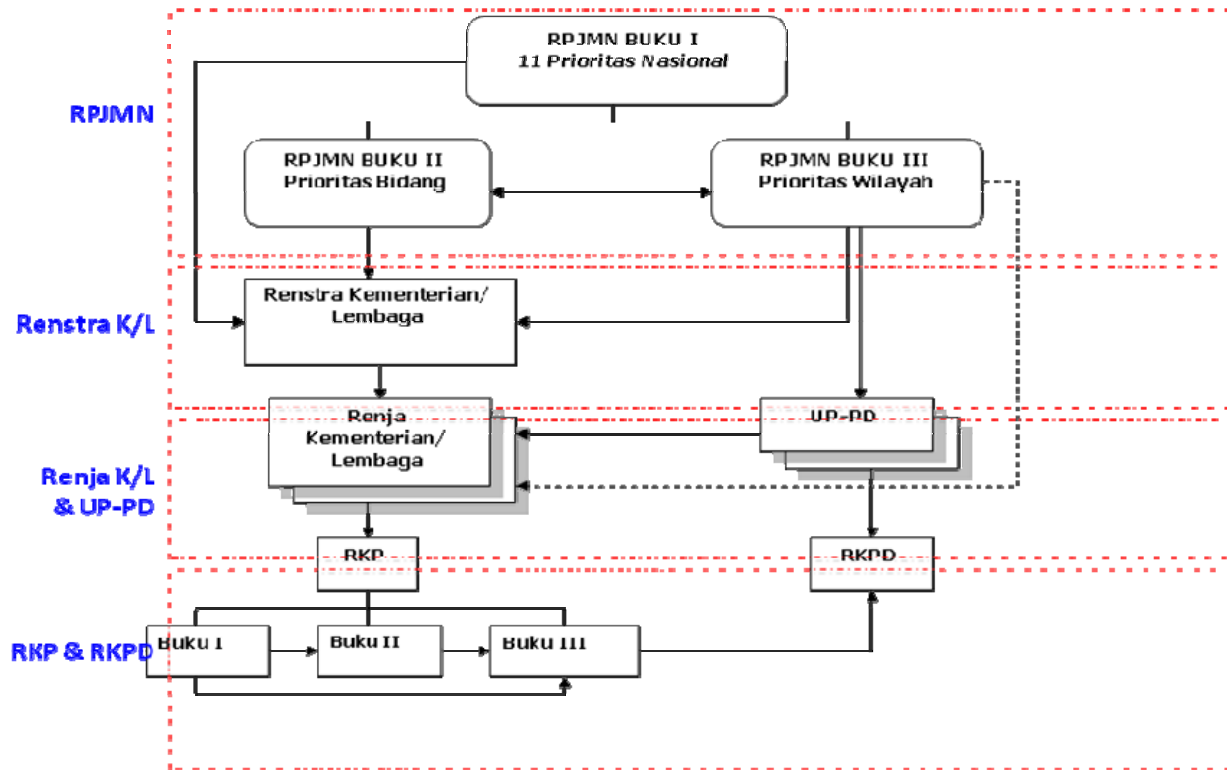 RPJMN BUKU I
11 Prioritas Nasional
RPJMN
RPJMN BUKU II
Prioritas Bidang
RPJMN BUKU III
Prioritas Wilayah
Renstra K/L
Renstra Kementerian/
Lembaga
Renja K/L
& UP-PD
Renja
Kementerian/
Lembaga
UP-PD
RKP
RKPD
RKP & RKPD
Buku I
Buku II
Buku III